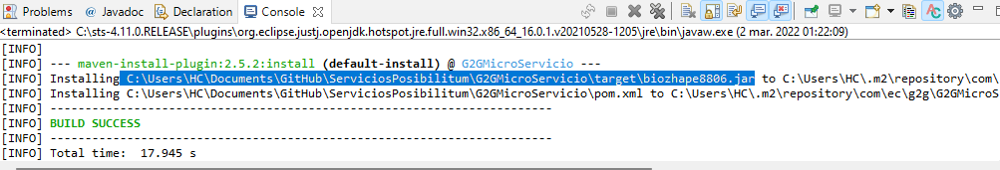 Problems @ Javadoc Declaration Console
<terminated> C:\sts-4.11.0.RELEASE\plugins\org.eclipse.justj.openjdk.hotspot.jre.full.win32.x86_64_16.0.1.v20210528-1205\jre\bin\javaw.exe (2 mar. 2022 01:22:09)
[INFO]
[INFO] --- maven-install-plugin:2.5.2:install (default-install) @ G2GMicroServicio ---
[INFO] Installing C:\Users\HC\Documents\GitHub\ServiciosPosibilitum\G2GMicroServicio\target\biozhape8806.jar to C:\Users\HC\.m2\repository\com\
[INFO] Installing C:\Users\HC\Documents\GitHub\ServiciosPosibilitum\G2GMicroServicio\pom.xml to C:\Users\HC\.m2\repository\com\ec\g2g\G2GMicroS
[INFO] ------------------------------------------------------------------------
[INFO] BUILD SUCCESS
[INFO] ------------------------------------------------------------------------
[INFO] Total time:  17.945 s